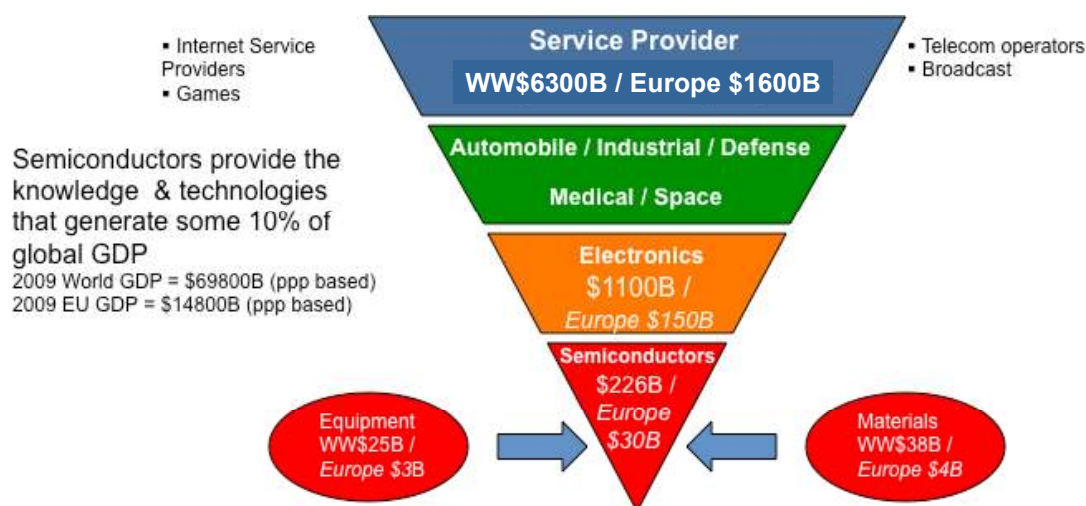 Service Provider
WW$6300B / Europe $1600B
▪ Internet Service
Providers
▪ Games
▪ Telecom operators
▪ Broadcast
Automobile / Industrial / Defense
Medical / Space
Semiconductors provide the
knowledge & technologies
that generate some 10% of
global GDP
2009 World GDP = $69800B (ppp based)
2009 EU GDP = $14800B (ppp based)
Electronics
$1100B /
Europe $150B
Semiconductors
$226B /
Europe
$30B
Equipment
WW$25B /
Europe $3B
Materials
WW$38B /
Europe $4B